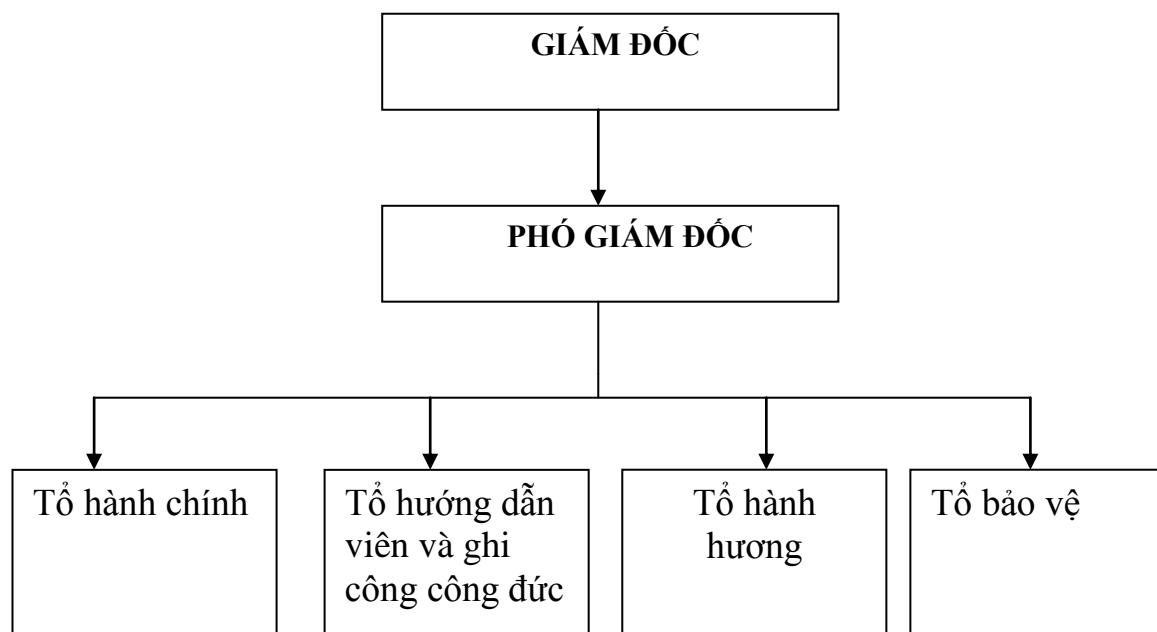 GIÁM ĐỐC
PHÓ GIÁM ĐỐC
Tổ hành chính
Tổ hướng dẫn
viên và ghi
công công đức
Tổ hành
hương
Tổ bảo vệ